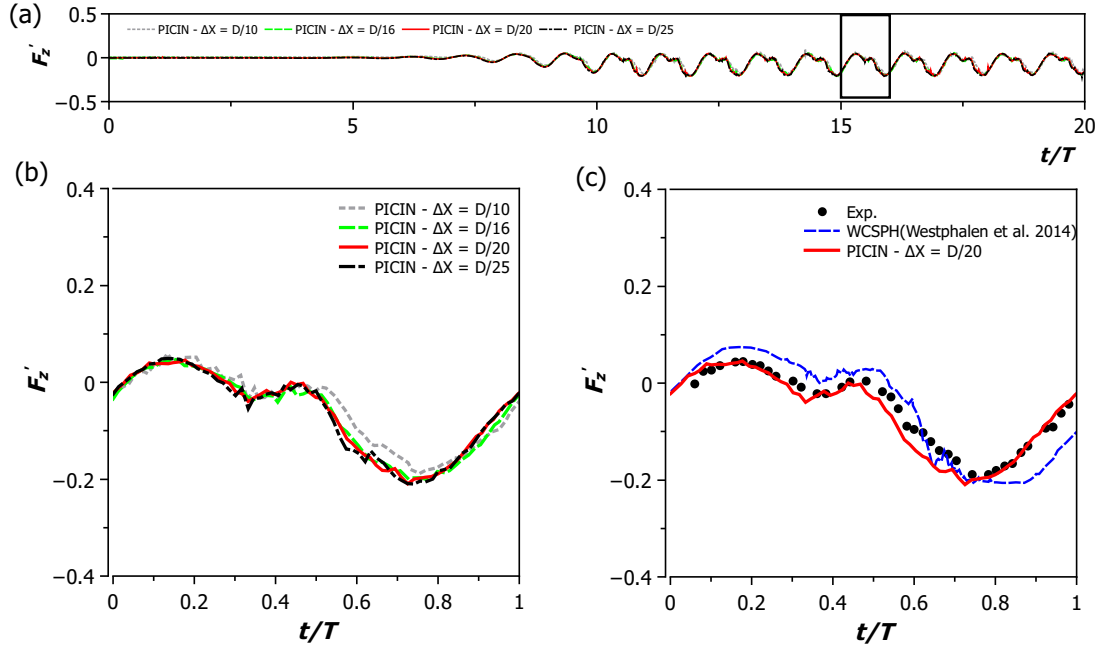 (a)
0.5
0
−0.5
F_z'
PICIN - ΔX = D/10 PICIN - ΔX = D/16 PICIN - ΔX = D/20 PICIN - ΔX = D/25
0 5 10 15 20
t/T
(b)
0.4
0.2
0
−0.2
−0.4
F_z'
PICIN - ΔX = D/10
PICIN - ΔX = D/16
PICIN - ΔX = D/20
PICIN - ΔX = D/25
0 0.2 0.4 0.6 0.8 1
t/T
(c)
0.4
0.2
0
−0.2
−0.4
F_z'
Exp.
WCSPH(Westphalen et al. 2014)
PICIN - ΔX = D/20
0 0.2 0.4 0.6 0.8 1
t/T